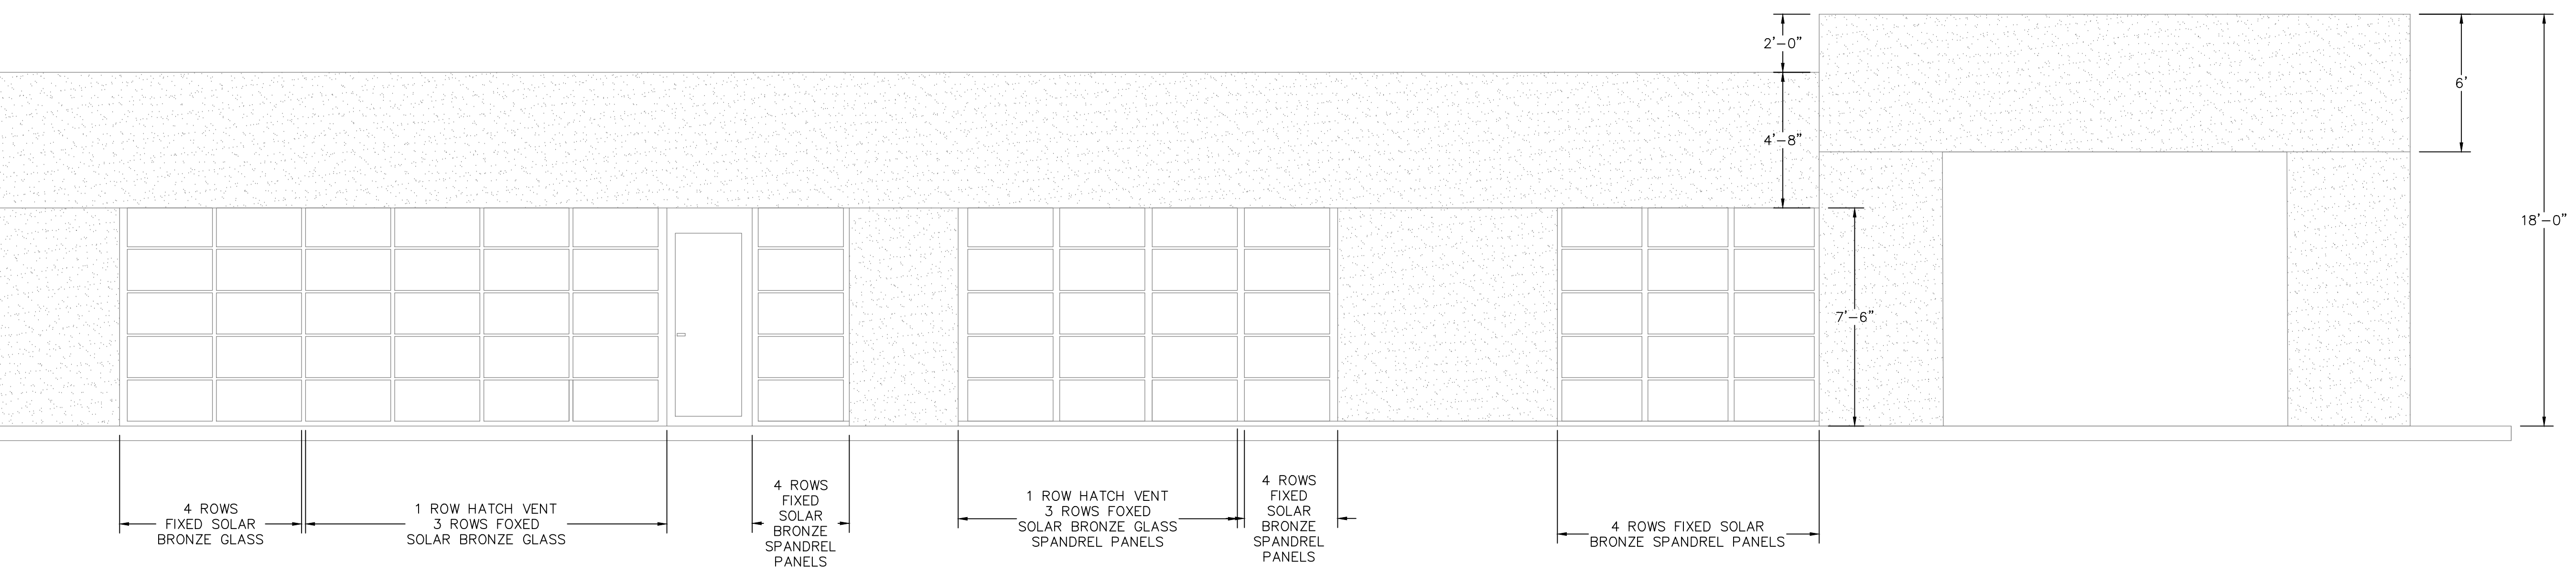 2'-0"
6'
4'-8"
18'-0"
7'-6"
4 ROWS
FIXED SOLAR
BRONZE GLASS
1 ROW HATCH VENT
3 ROWS FOXED
SOLAR BRONZE GLASS
4 ROWS
FIXED
SOLAR
BRONZE
SPANDREL
PANELS
1 ROW HATCH VENT
3 ROWS FOXED
SOLAR BRONZE GLASS
SPANDREL PANELS
4 ROWS
FIXED
SOLAR
BRONZE
SPANDREL
PANELS
4 ROWS FIXED SOLAR
BRONZE SPANDREL PANELS